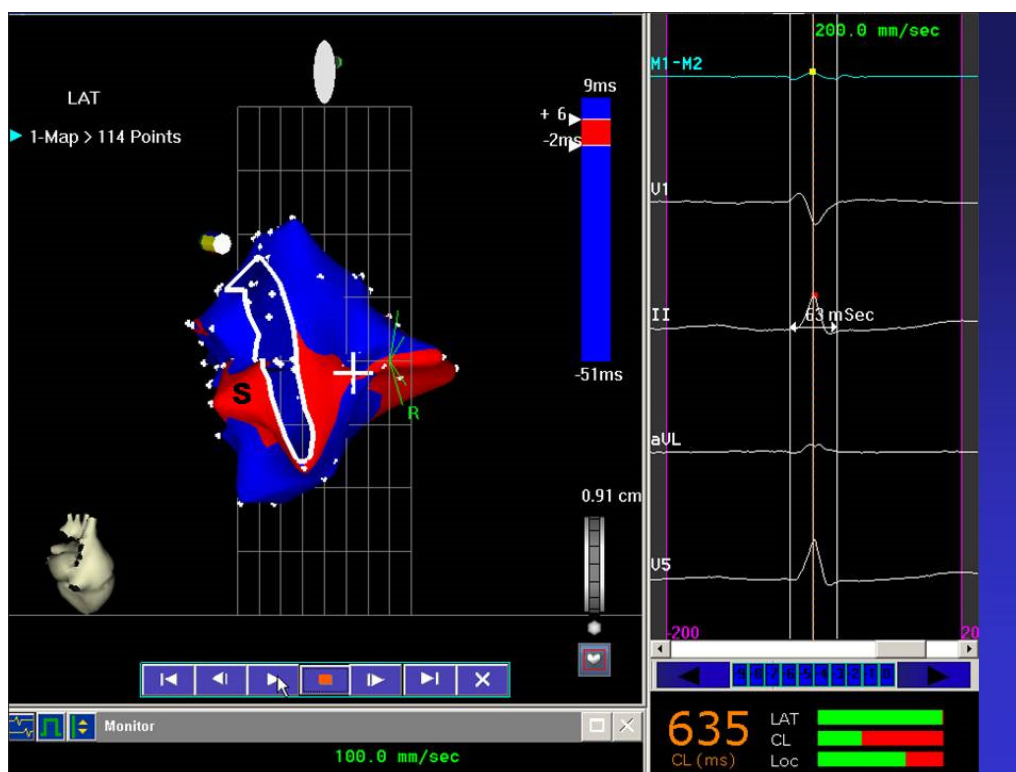 LAT
1-Map > 114 Points
9ms
+ 6
-2ms
-51ms
S
R
0.91 cm
Monitor
100.0 mm/sec
200.0 mm/sec
M1-M2
V1
II
63 mSec
aVL
V5
-200
20
635
CL (ms)
LAT
CL
Loc